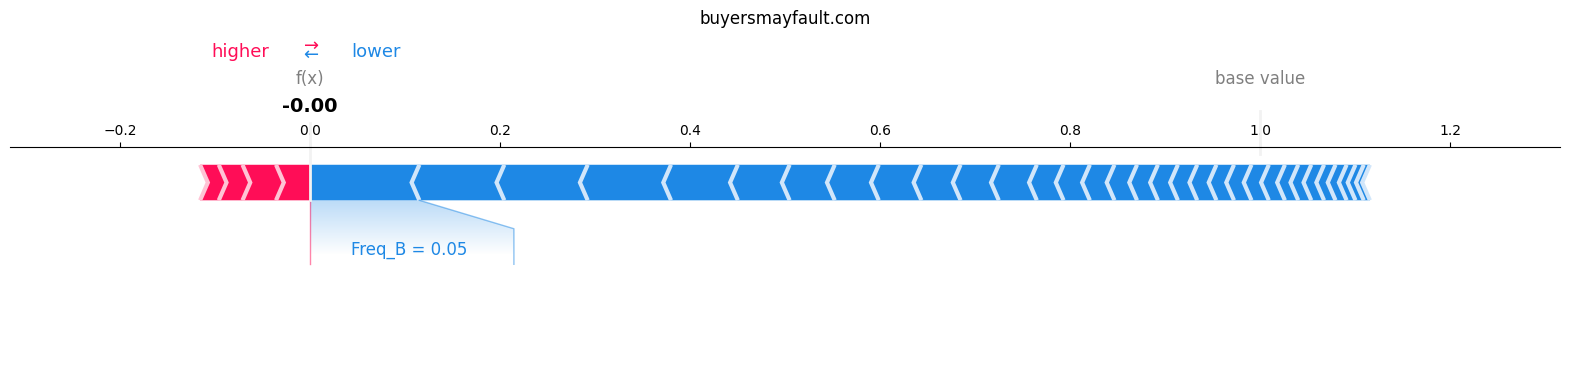 buyersmayfault.com
higher → ← lower
f(x)
base value
-0.00
−0.2 0.0 0.2 0.4 0.6 0.8 1.0 1.2
Freq_B = 0.05